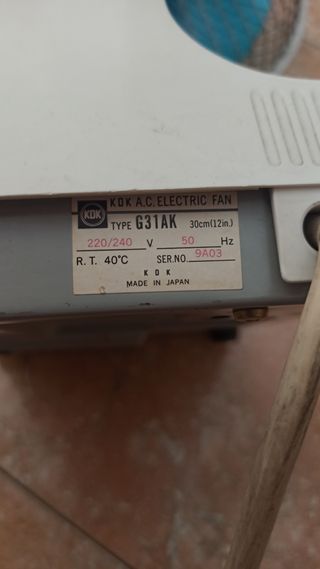 KDK A.C. ELECTRIC FAN
KDK TYPE G31AK 30cm(12in.)
220/240 V 50 Hz
R. T. 40°C SER.NO. 9A03
KDK
MADE IN JAPAN